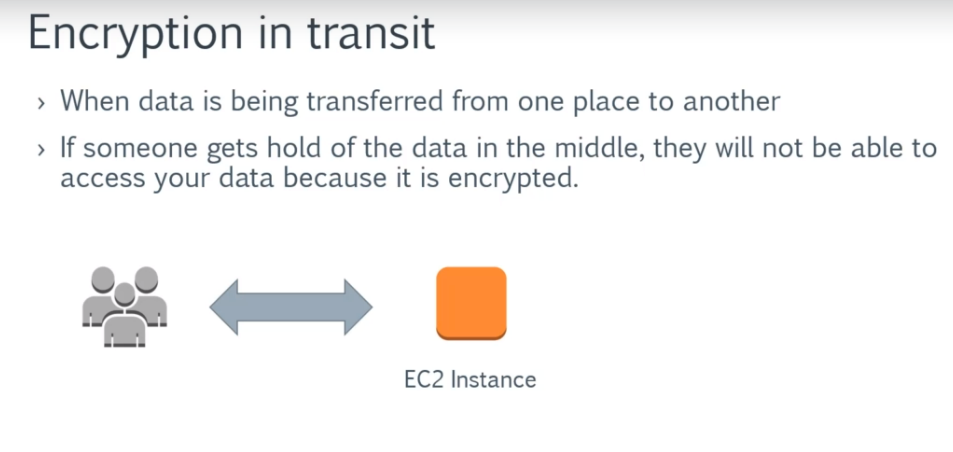 Encryption in transit
› When data is being transferred from one place to another
› If someone gets hold of the data in the middle, they will not be able to
access your data because it is encrypted.
EC2 Instance